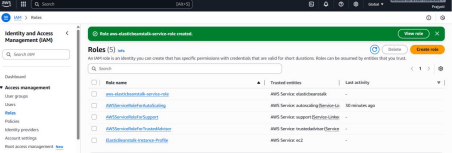 aws
Search
[Alt+S]
Global
IAM > Roles
Identity and Access Management (IAM)
Search IAM
Dashboard
Access management
User groups
Users
Roles
Policies
Identity providers
Account settings
Root access management New
Role aws-elasticbeanstalk-service-role created.
View role
Roles (5) Info
Delete
Create role
An IAM role is an identity you can create that has specific permissions with credentials that are valid for short durations. Roles can be assumed by entities that you trust.
Search
1
Role name
Trusted entities
Last activity
aws-elasticbeanstalk-service-role
AWS Service: elasticbeanstalk
-
AWSServiceRoleForAutoScaling
AWS Service: autoscaling (Service-Lin
50 minutes ago
AWSServiceRoleForSupport
AWS Service: support (Service-Linked
-
AWSServiceRoleForTrustedAdvisor
AWS Service: trustedadvisor (Service
-
ElasticBeanstalk-Instance-Profile
AWS Service: ec2
-